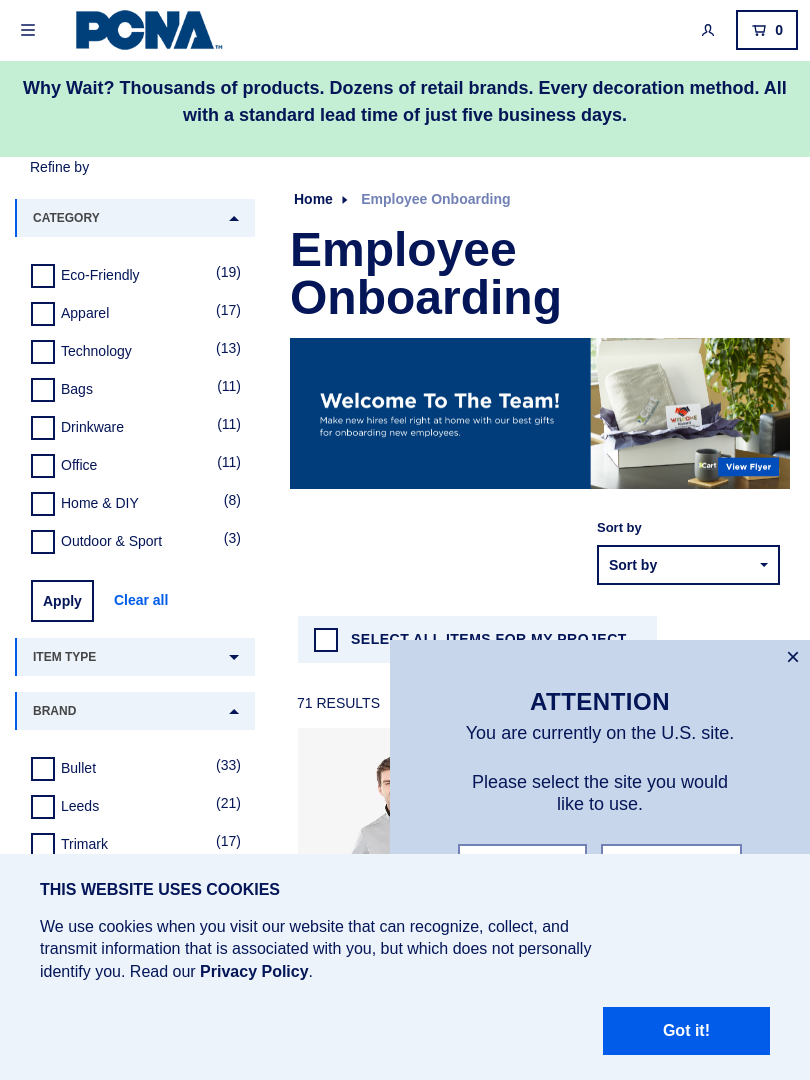 PCNA™
0
Why Wait? Thousands of products. Dozens of retail brands. Every decoration method. All
with a standard lead time of just five business days.
Refine by
CATEGORY
Eco-Friendly (19)
Apparel (17)
Technology (13)
Bags (11)
Drinkware (11)
Office (11)
Home & DIY (8)
Outdoor & Sport (3)
Apply Clear all
ITEM TYPE
BRAND
Bullet (33)
Leeds (21)
Trimark (17)
Home Employee Onboarding
Employee
Onboarding
Welcome To The Team!
Make new hires feel right at home with our best gifts
for onboarding new employees.
WELCOME
View Flyer
Sort by
Sort by
SELECT ALL ITEMS FOR MY PROJECT
71 RESULTS
×
ATTENTION
You are currently on the U.S. site.
Please select the site you would
like to use.
THIS WEBSITE USES COOKIES
We use cookies when you visit our website that can recognize, collect, and
transmit information that is associated with you, but which does not personally
identify you. Read our Privacy Policy.
Got it!